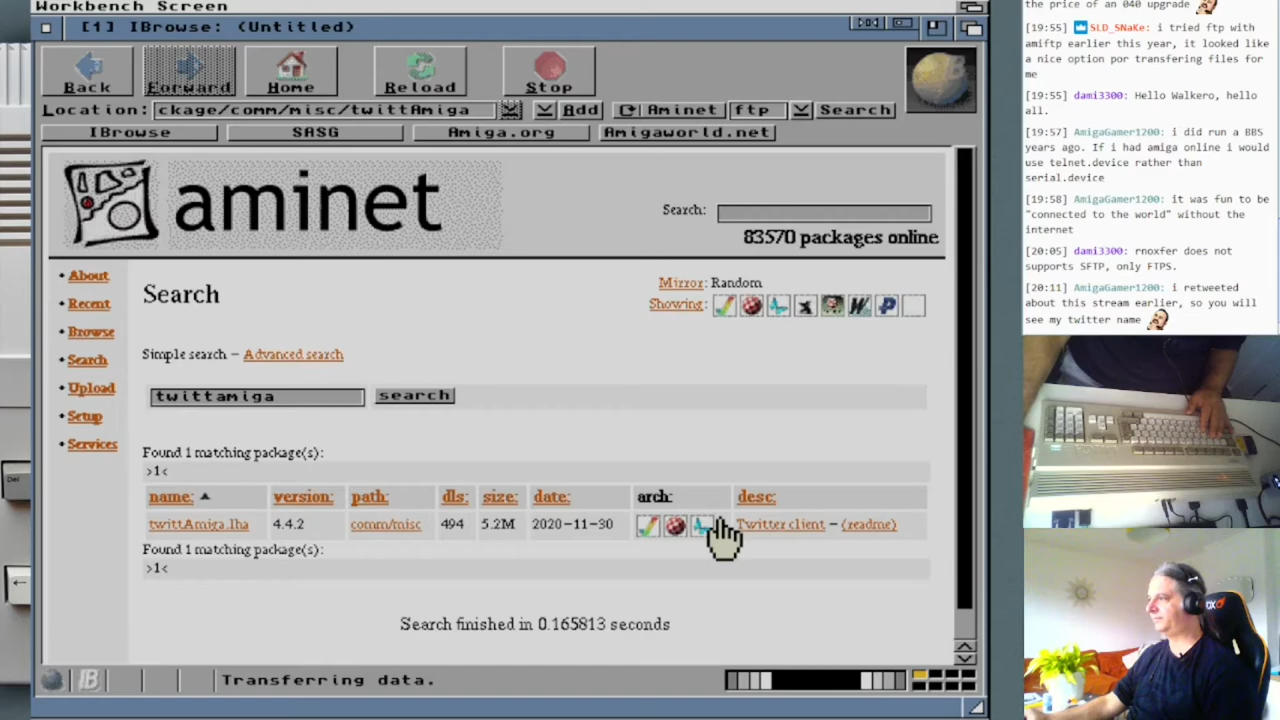 Workbench Screen
[1] IBrowse: (Untitled)
Back
Forward
Home
Reload
Stop
Location: ckage/comm/misc/twittAmiga
Add
Aminet
ftp
Search
IBrowse
SASG
Amiga.org
Amigaworld.net
aminet
Search:
83570 packages online
• About
• Recent
• Browse
• Search
• Upload
• Setup
• Services
Search
Mirror: Random
Showing:
Simple search – Advanced search
twittamiga
search
Found 1 matching package(s):
>1<
name: version: path: dls: size: date: arch: desc:
twittAmiga.lha 4.4.2 comm/misc 494 5.2M 2020-11-30 Twitter client – (readme)
Found 1 matching package(s):
>1<
Search finished in 0.165813 seconds
Transferring data.
the price of an 040 upgrade
[19:55] SLD_SNaKe: i tried ftp with
amiftp earlier this year, it looked like
a nice option por transfering files for
me
[19:55] dami3300: Hello Walkero, hello
all.
[19:57] AmigaGamer1200: i did run a BBS
years ago. If i had amiga online i would
use telnet.device rather than
serial.device
[19:58] AmigaGamer1200: it was fun to be
"connected to the world" without the
internet
[20:05] dami3300: rnoxfer does not
supports SFTP, only FTPS.
[20:11] AmigaGamer1200: i retweeted
about this stream earlier, so you will
see my twitter name
Del